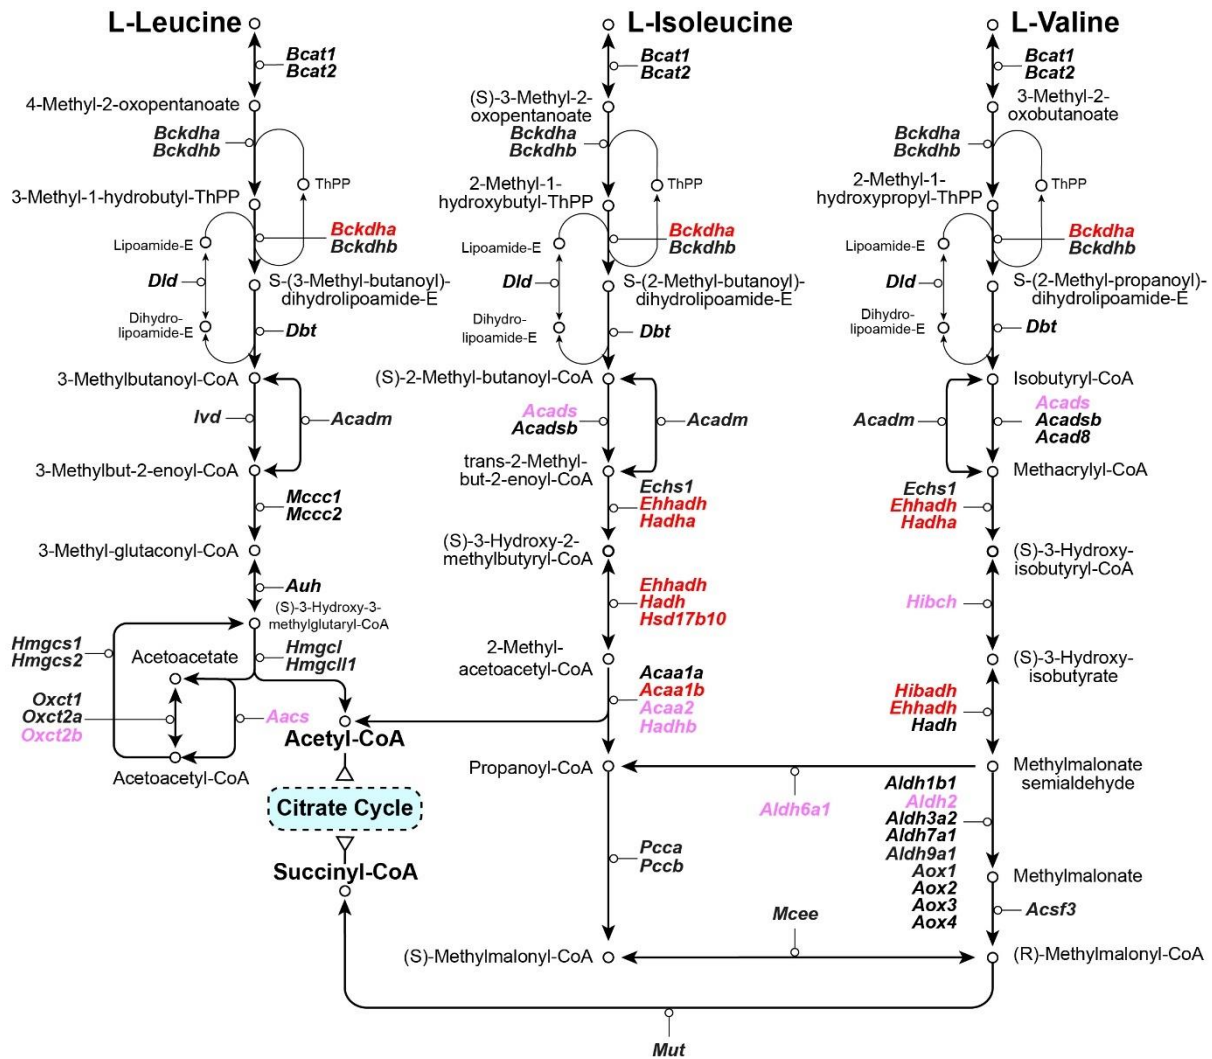 L-Leucine
Bcat1
Bcat2
4-Methyl-2-oxopentanoate
Bckdha
Bckdhb
ThPP
3-Methyl-1-hydrobutyl-ThPP
Lipoamide-E
Bckdha
Bckdhb
Dld
S-(3-Methyl-butanoyl)-
dihydrolipoamide-E
Dihydro-
lipoamide-E
Dbt
3-Methylbutanoyl-CoA
Ivd
Acadm
3-Methylbut-2-enoyl-CoA
Mccc1
Mccc2
3-Methyl-glutaconyl-CoA
Auh
(S)-3-Hydroxy-3-
methylglutaryl-CoA
Hmgcs1
Hmgcs2
Hmgcl
Hmgcll1
Acetoacetate
Oxct1
Oxct2a
Oxct2b
Aacs
Acetoacetyl-CoA
Acetyl-CoA
Citrate Cycle
Succinyl-CoA
L-Isoleucine
Bcat1
Bcat2
(S)-3-Methyl-2-
oxopentanoate
Bckdha
Bckdhb
ThPP
2-Methyl-1-
hydroxybutyl-ThPP
Lipoamide-E
Bckdha
Bckdhb
Dld
S-(2-Methyl-butanoyl)-
dihydrolipoamide-E
Dihydro-
lipoamide-E
Dbt
(S)-2-Methyl-butanoyl-CoA
Acads
Acadsb
Acadm
trans-2-Methyl-
but-2-enoyl-CoA
Echs1
Ehhadh
Hadha
(S)-3-Hydroxy-2-
methylbutyryl-CoA
Ehhadh
Hadh
Hsd17b10
2-Methyl-
acetoacetyl-CoA
Acaa1a
Acaa1b
Acaa2
Hadhb
Propanoyl-CoA
Aldh6a1
Pcca
Pccb
(S)-Methylmalonyl-CoA
Mcee
L-Valine
Bcat1
Bcat2
3-Methyl-2-
oxobutanoate
Bckdha
Bckdhb
ThPP
2-Methyl-1-
hydroxypropyl-ThPP
Lipoamide-E
Bckdha
Bckdhb
Dld
S-(2-Methyl-propanoyl)-
dihydrolipoamide-E
Dihydro-
lipoamide-E
Dbt
Isobutyryl-CoA
Acadm
Acads
Acadsb
Acad8
Methacrylyl-CoA
Echs1
Ehhadh
Hadha
(S)-3-Hydroxy-
isobutyryl-CoA
Hibch
(S)-3-Hydroxy-
isobutyrate
Hibadh
Ehhadh
Hadh
Methylmalonate
semialdehyde
Aldh1b1
Aldh2
Aldh3a2
Aldh7a1
Aldh9a1
Aox1
Aox2
Aox3
Aox4
Methylmalonate
Acsf3
(R)-Methylmalonyl-CoA
Mut